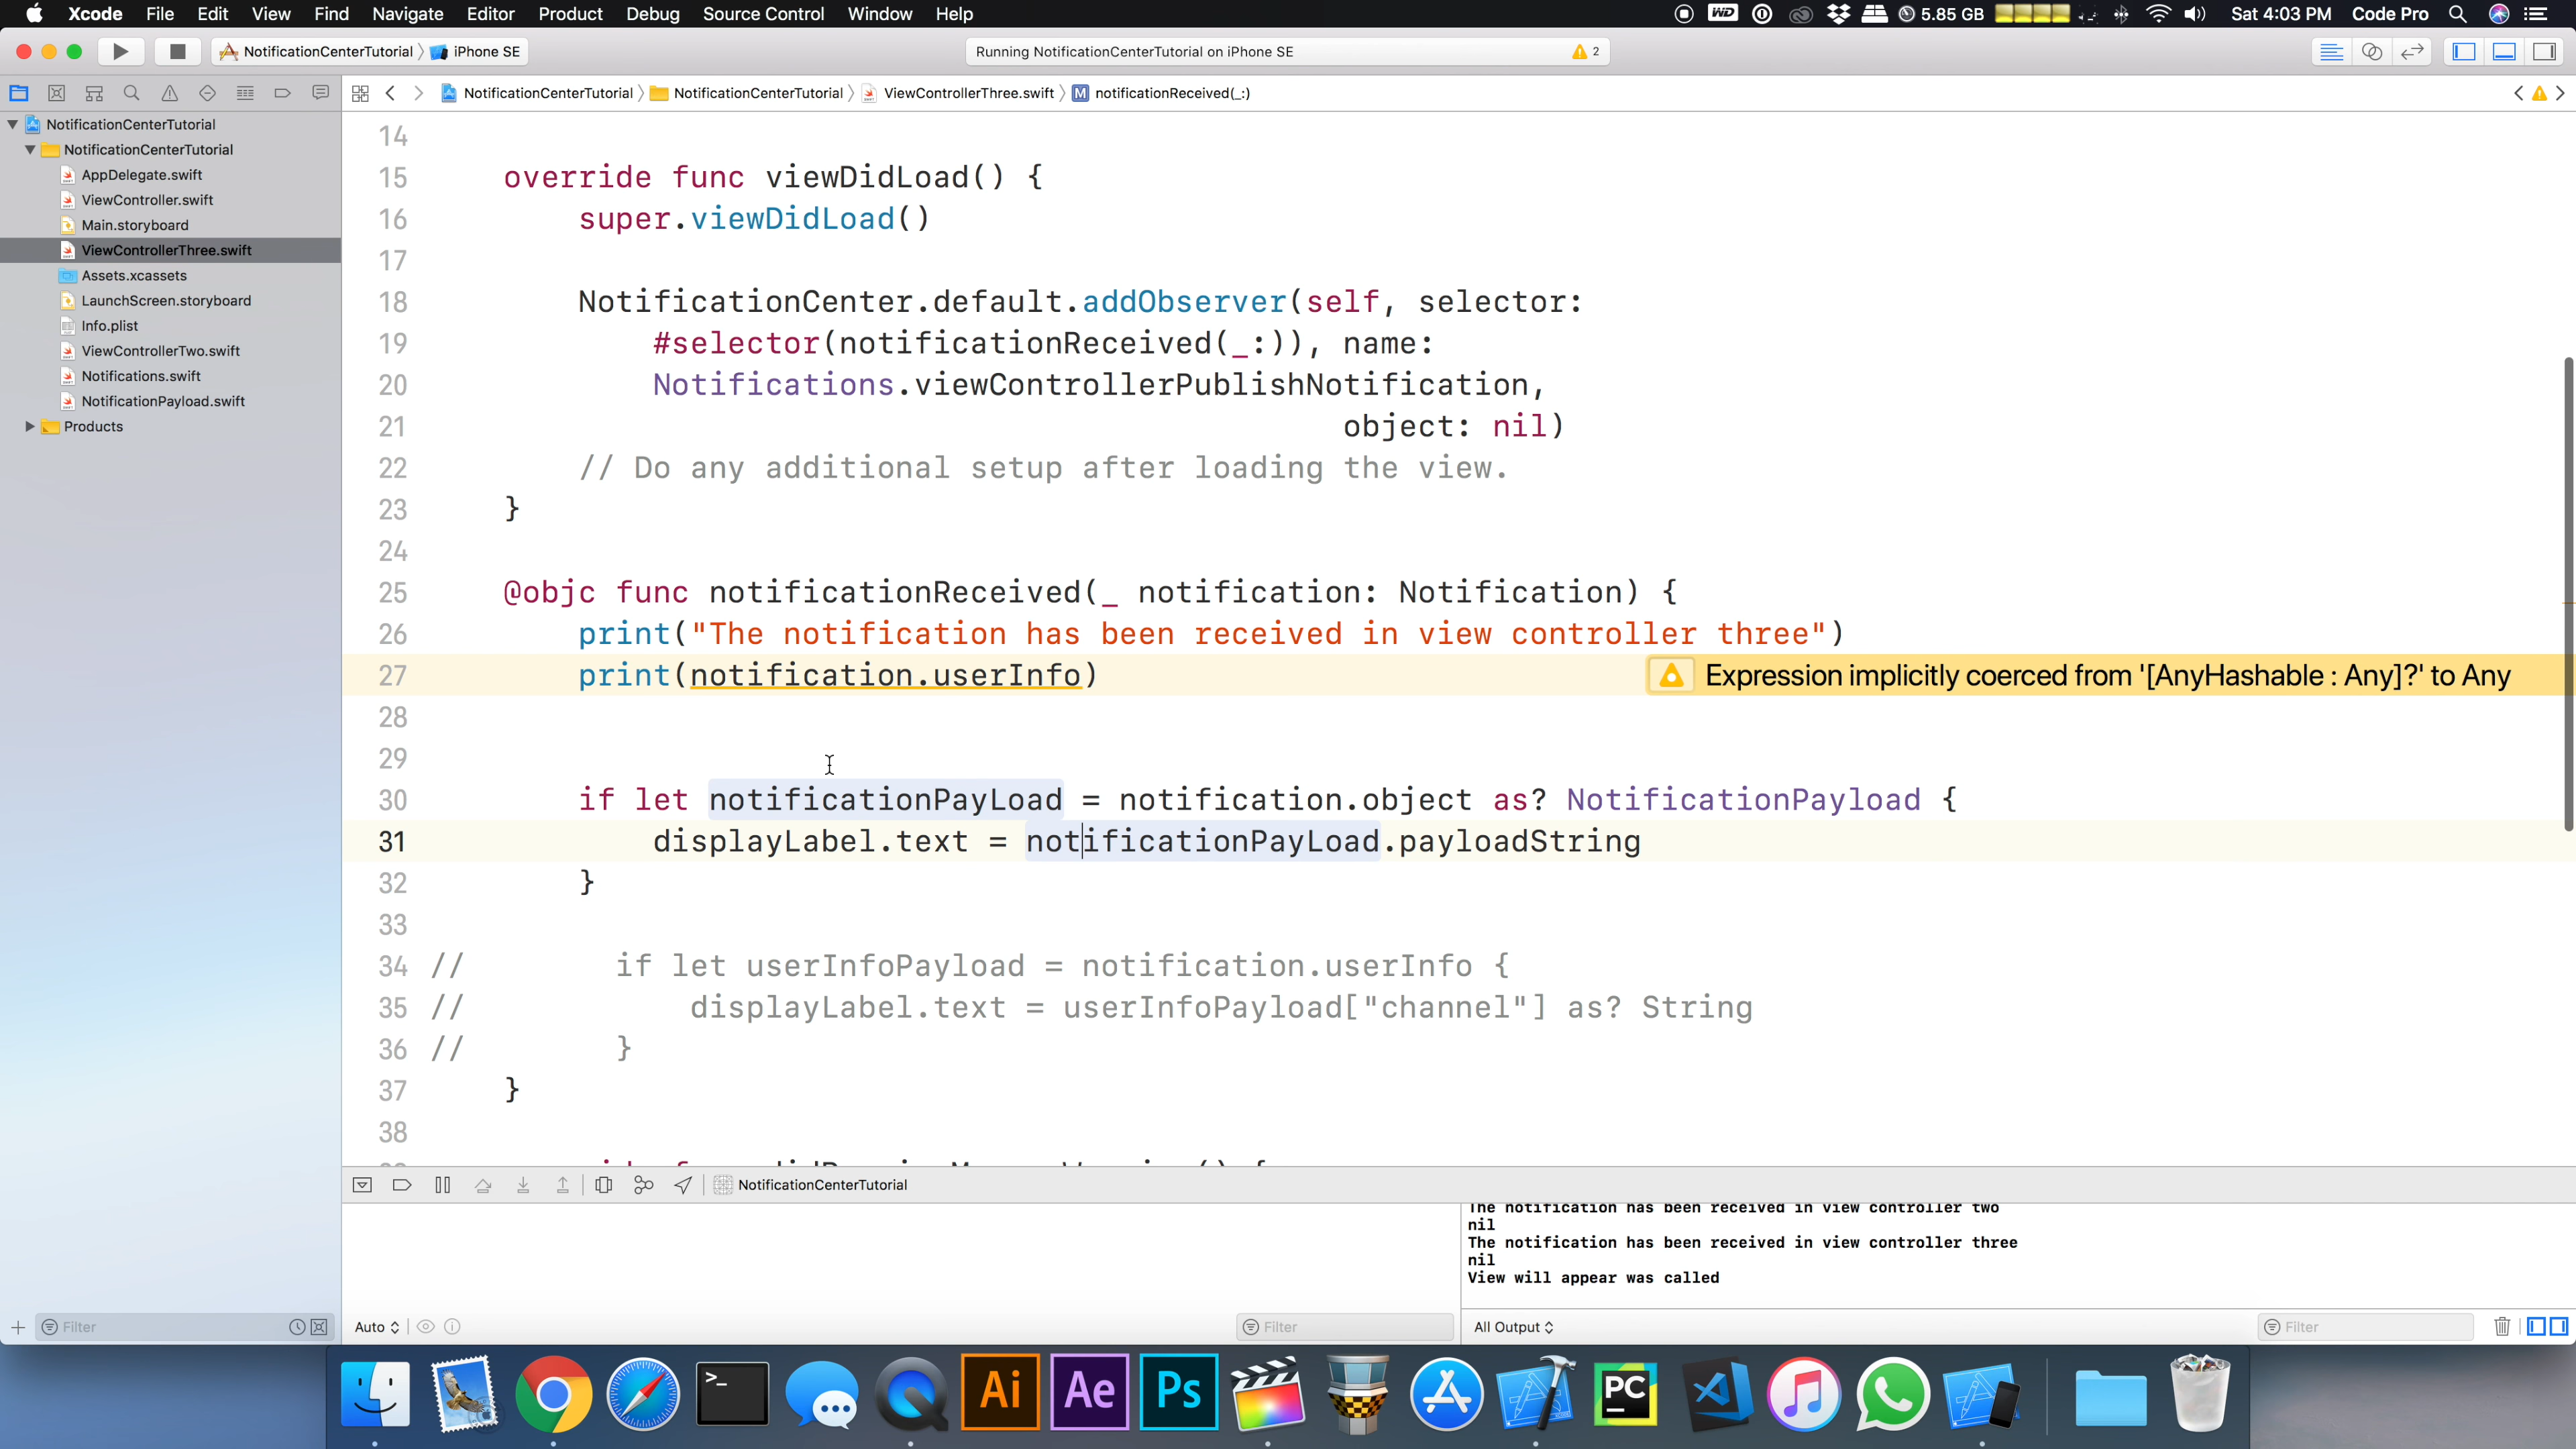 Xcode File Edit View Find Navigate Editor Product Debug Source Control Window Help WD 5.85 GB Sat 4:03 PM Code Pro
NotificationCenterTutorial iPhone SE Running NotificationCenterTutorial on iPhone SE 2
NotificationCenterTutorial NotificationCenterTutorial ViewControllerThree.swift M notificationReceived(_:)
NotificationCenterTutorial
NotificationCenterTutorial
AppDelegate.swift
ViewController.swift
Main.storyboard
ViewControllerThree.swift
Assets.xcassets
LaunchScreen.storyboard
Info.plist
ViewControllerTwo.swift
Notifications.swift
NotificationPayload.swift
Products
14
15 override func viewDidLoad() {
16 super.viewDidLoad()
17
18 NotificationCenter.default.addObserver(self, selector:
19 #selector(notificationReceived(_:)), name:
20 Notifications.viewControllerPublishNotification,
21 object: nil)
22 // Do any additional setup after loading the view.
23 }
24
25 @objc func notificationReceived(_ notification: Notification) {
26 print("The notification has been received in view controller three")
27 print(notification.userInfo) Expression implicitly coerced from '[AnyHashable : Any]?' to Any
28
29
30 if let notificationPayLoad = notification.object as? NotificationPayload {
31 displayLabel.text = notificationPayLoad.payloadString
32 }
33
34 // if let userInfoPayload = notification.userInfo {
35 // displayLabel.text = userInfoPayload["channel"] as? String
36 // }
37 }
38
NotificationCenterTutorial
The notification has been received in view controller two
nil
The notification has been received in view controller three
nil
View will appear was called
Filter Auto Filter All Output Filter
>_ Ai Ae Ps PC